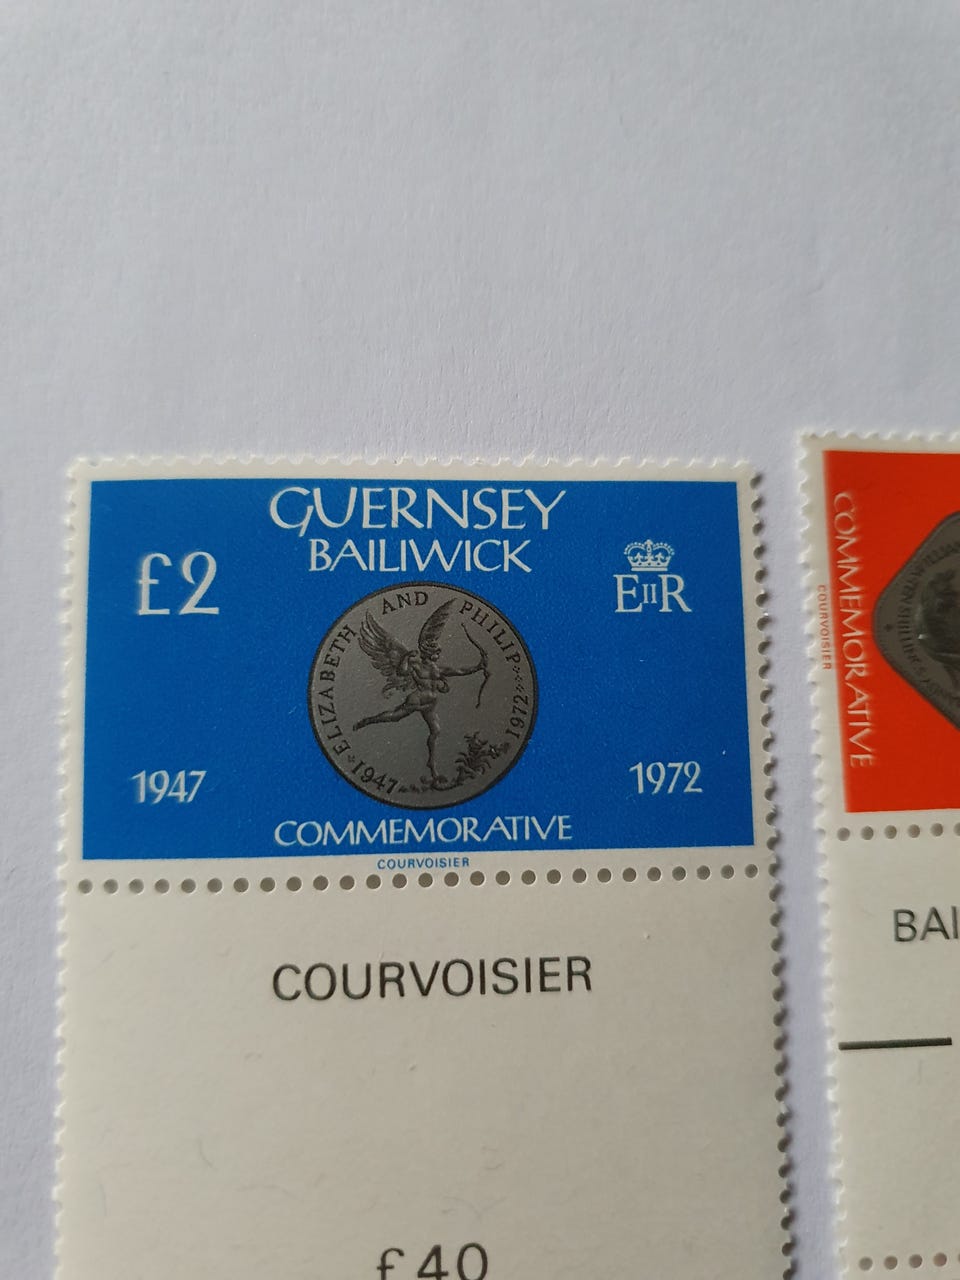 GUERNSEY
BAILIWICK
£2
EIIR
ELIZABETH AND PHILIP
1947
1972
1947
1972
COMMEMORATIVE
COURVOISIER
COURVOISIER
£40
COMMEMORATIVE
COURVOISIER
BAI